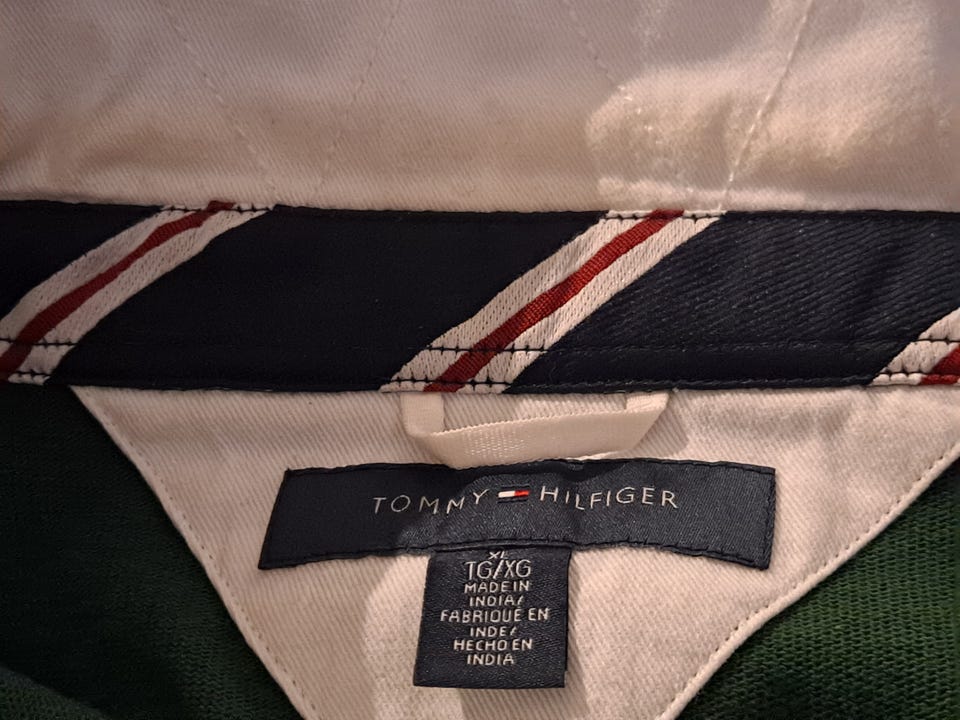 TOMMY HILFIGER
XL
TG/XG
MADE IN
INDIA/
FABRIQUÉ EN
INDE/
HECHO EN
INDIA